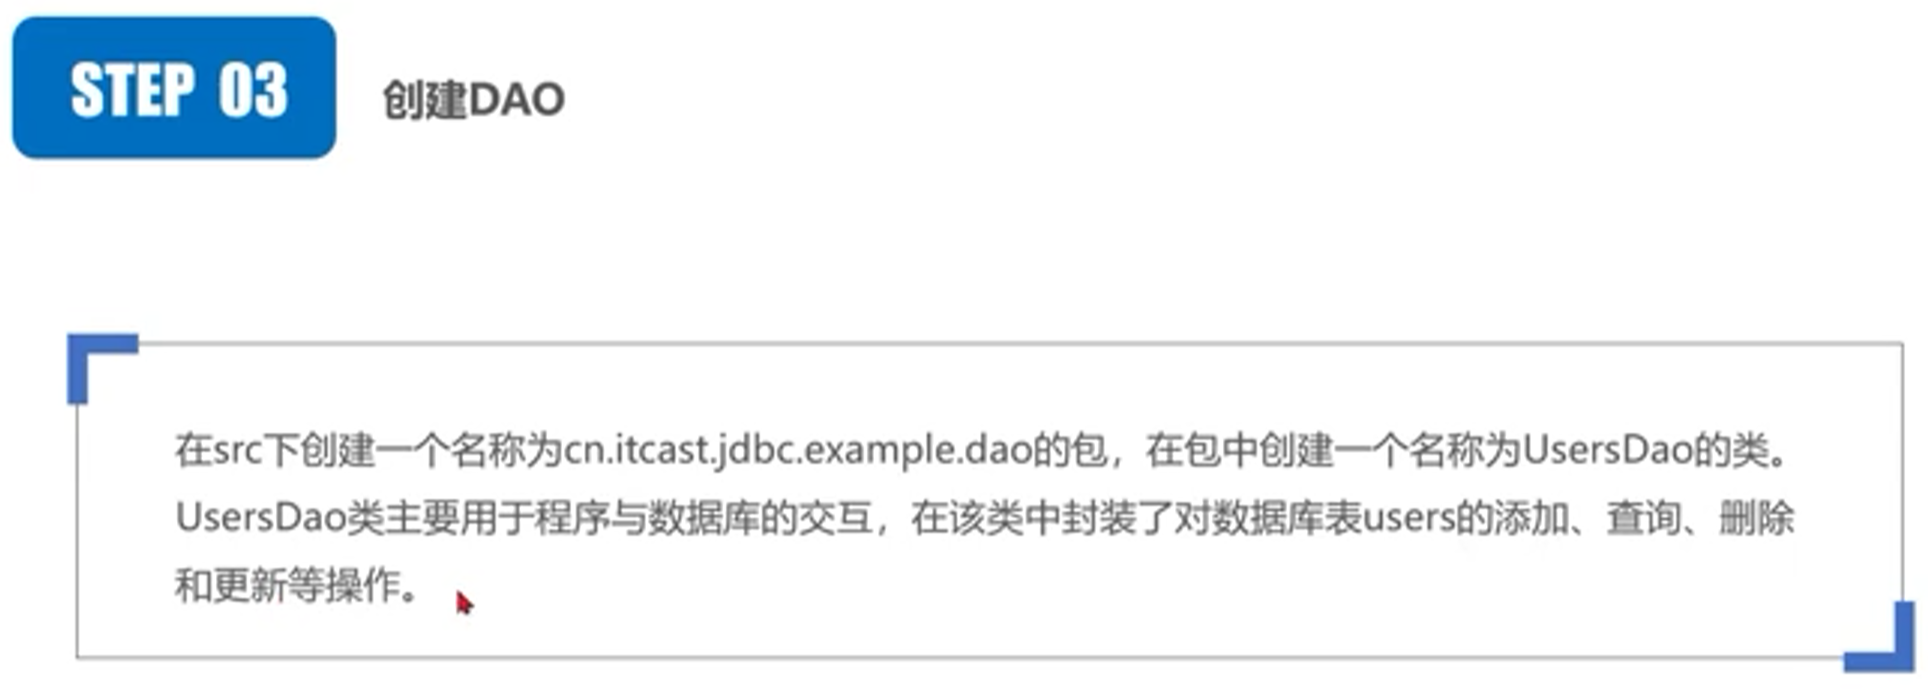 STEP 03
创建DAO
在src下创建一个名称为cn.itcast.jdbc.example.dao的包，在包中创建一个名称为UsersDao的类。
UsersDao类主要用于程序与数据库的交互，在该类中封装了对数据库表users的添加、查询、删除
和更新等操作。